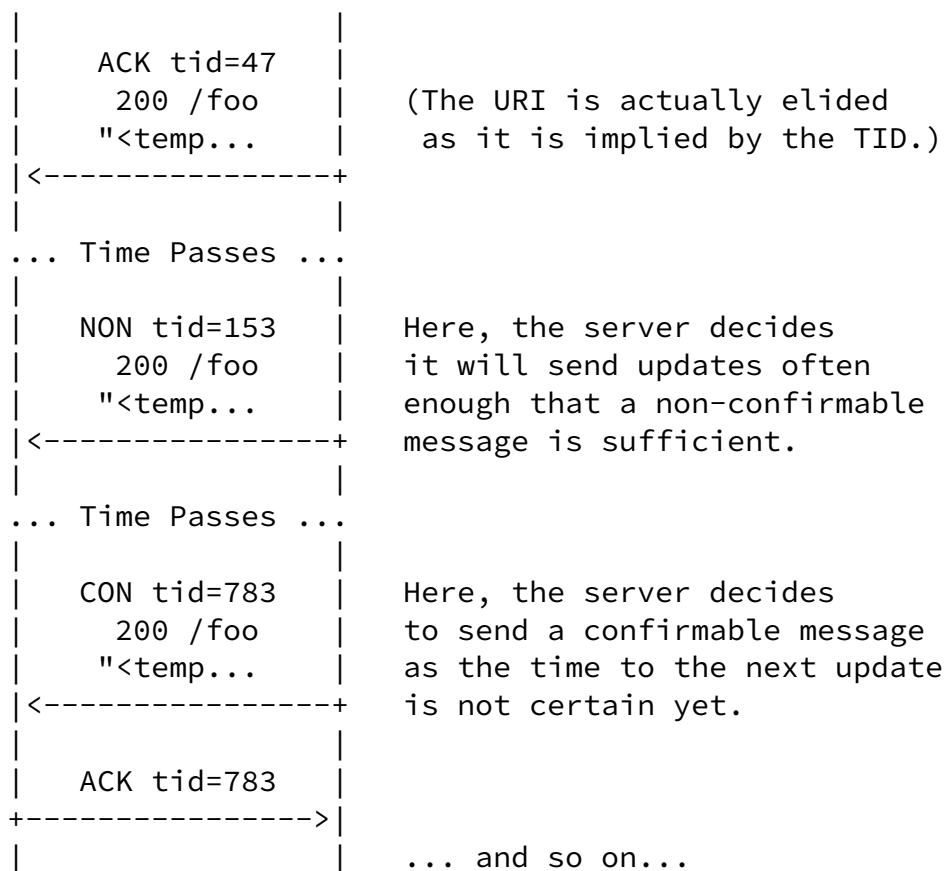 |                 |
|    ACK tid=47   |
|     200 /foo    |   (The URI is actually elided
|    "<temp...    |    as it is implied by the TID.)
|<----------------+
|                 |
... Time Passes ...
|                 |
|   NON tid=153   |   Here, the server decides
|     200 /foo    |   it will send updates often
|    "<temp...    |   enough that a non-confirmable
|<----------------+   message is sufficient.
|                 |
... Time Passes ...
|                 |
|   CON tid=783   |   Here, the server decides
|     200 /foo    |   to send a confirmable message
|    "<temp...    |   as the time to the next update
|<----------------+   is not certain yet.
|                 |
|   ACK tid=783   |
+---------------->|
|                 |   ... and so on...